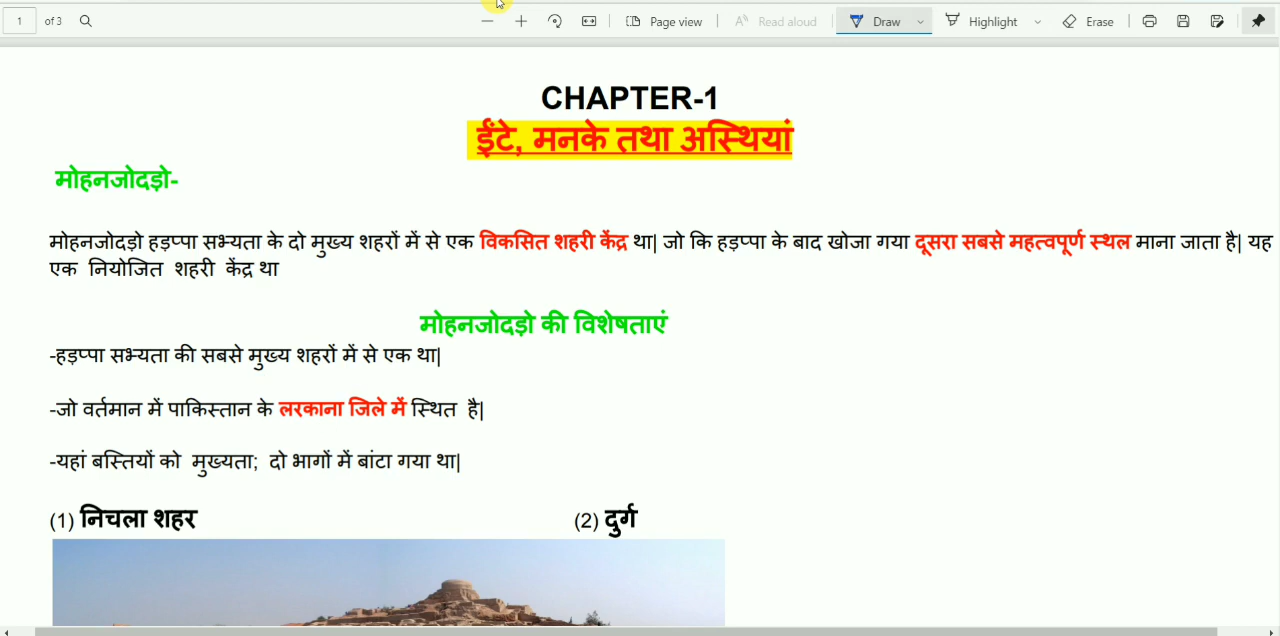 1 of 3 Page view Read aloud Draw Highlight Erase
CHAPTER-1
ईंटे, मनके तथा अस्थियां
मोहनजोदड़ो-
मोहनजोदड़ो हड़प्पा सभ्यता के दो मुख्य शहरों में से एक विकसित शहरी केंद्र था| जो कि हड़प्पा के बाद खोजा गया दूसरा सबसे महत्वपूर्ण स्थल माना जाता है| यह
एक नियोजित शहरी केंद्र था
मोहनजोदड़ो की विशेषताएं
-हड़प्पा सभ्यता की सबसे मुख्य शहरों में से एक था|
-जो वर्तमान में पाकिस्तान के लरकाना जिले में स्थित है|
-यहां बस्तियों को मुख्यता; दो भागों में बांटा गया था|
(1) निचला शहर (2) दुर्ग